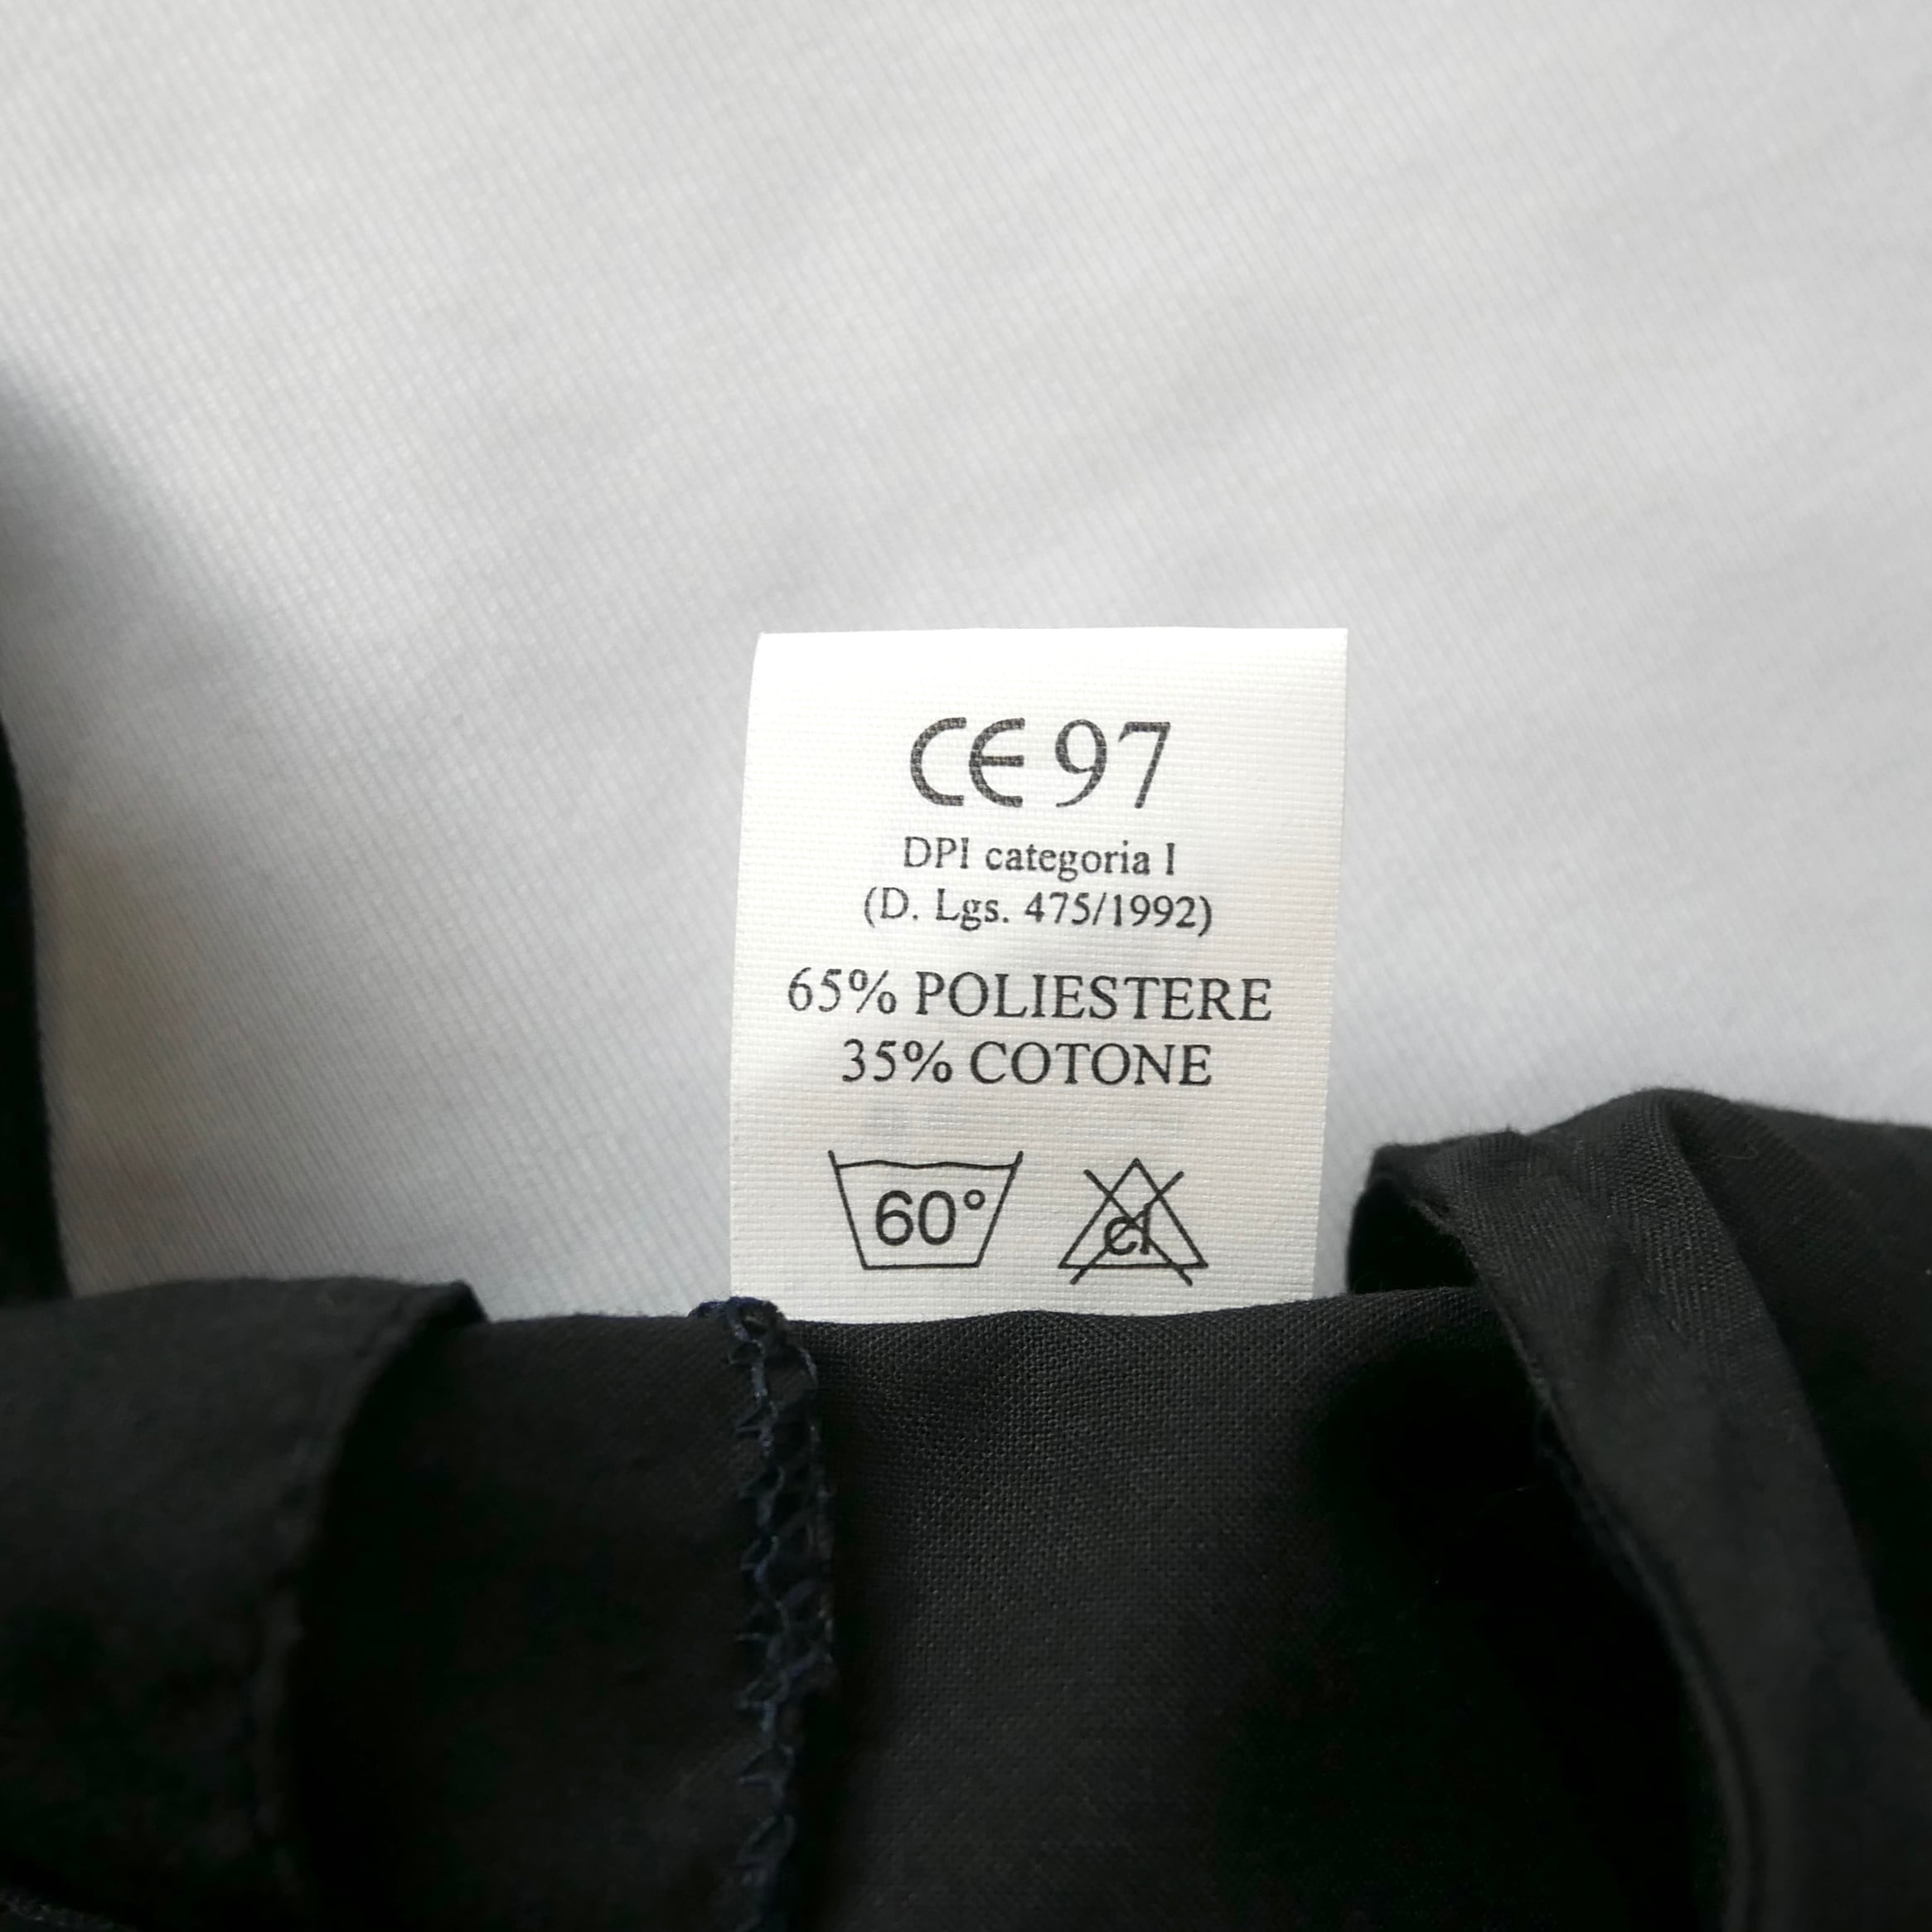 CE 97
DPI categoria I
(D. Lgs. 475/1992)
65% POLIESTERE
35% COTONE
60° cl